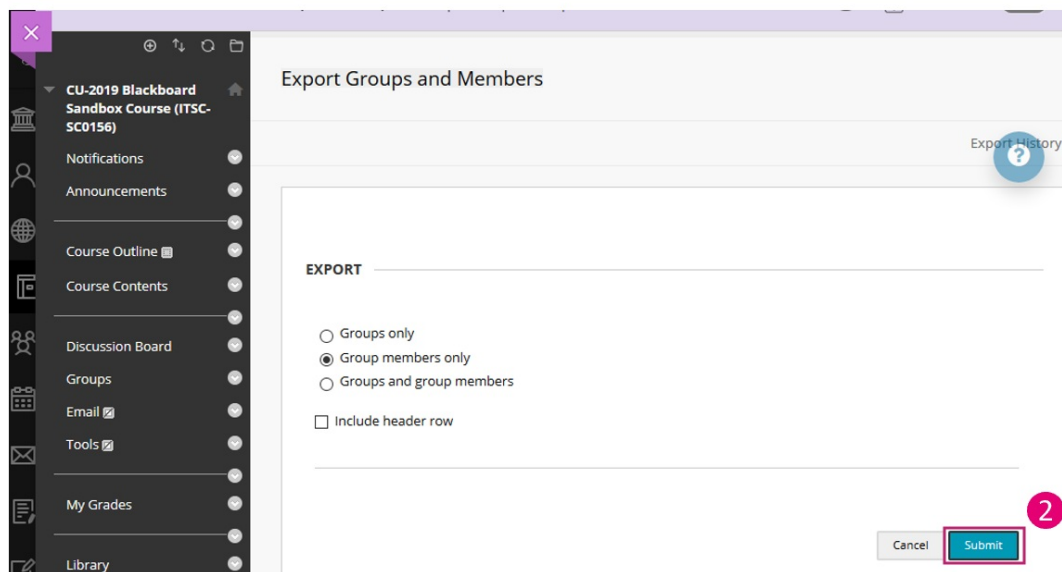 CU-2019 Blackboard
Sandbox Course (ITSC-
SC0156)
Notifications
Announcements
Course Outline
Course Contents
Discussion Board
Groups
Email
Tools
My Grades
Library
Export Groups and Members
Export History
?
EXPORT
Groups only
Group members only
Groups and group members
Include header row
2
Cancel
Submit